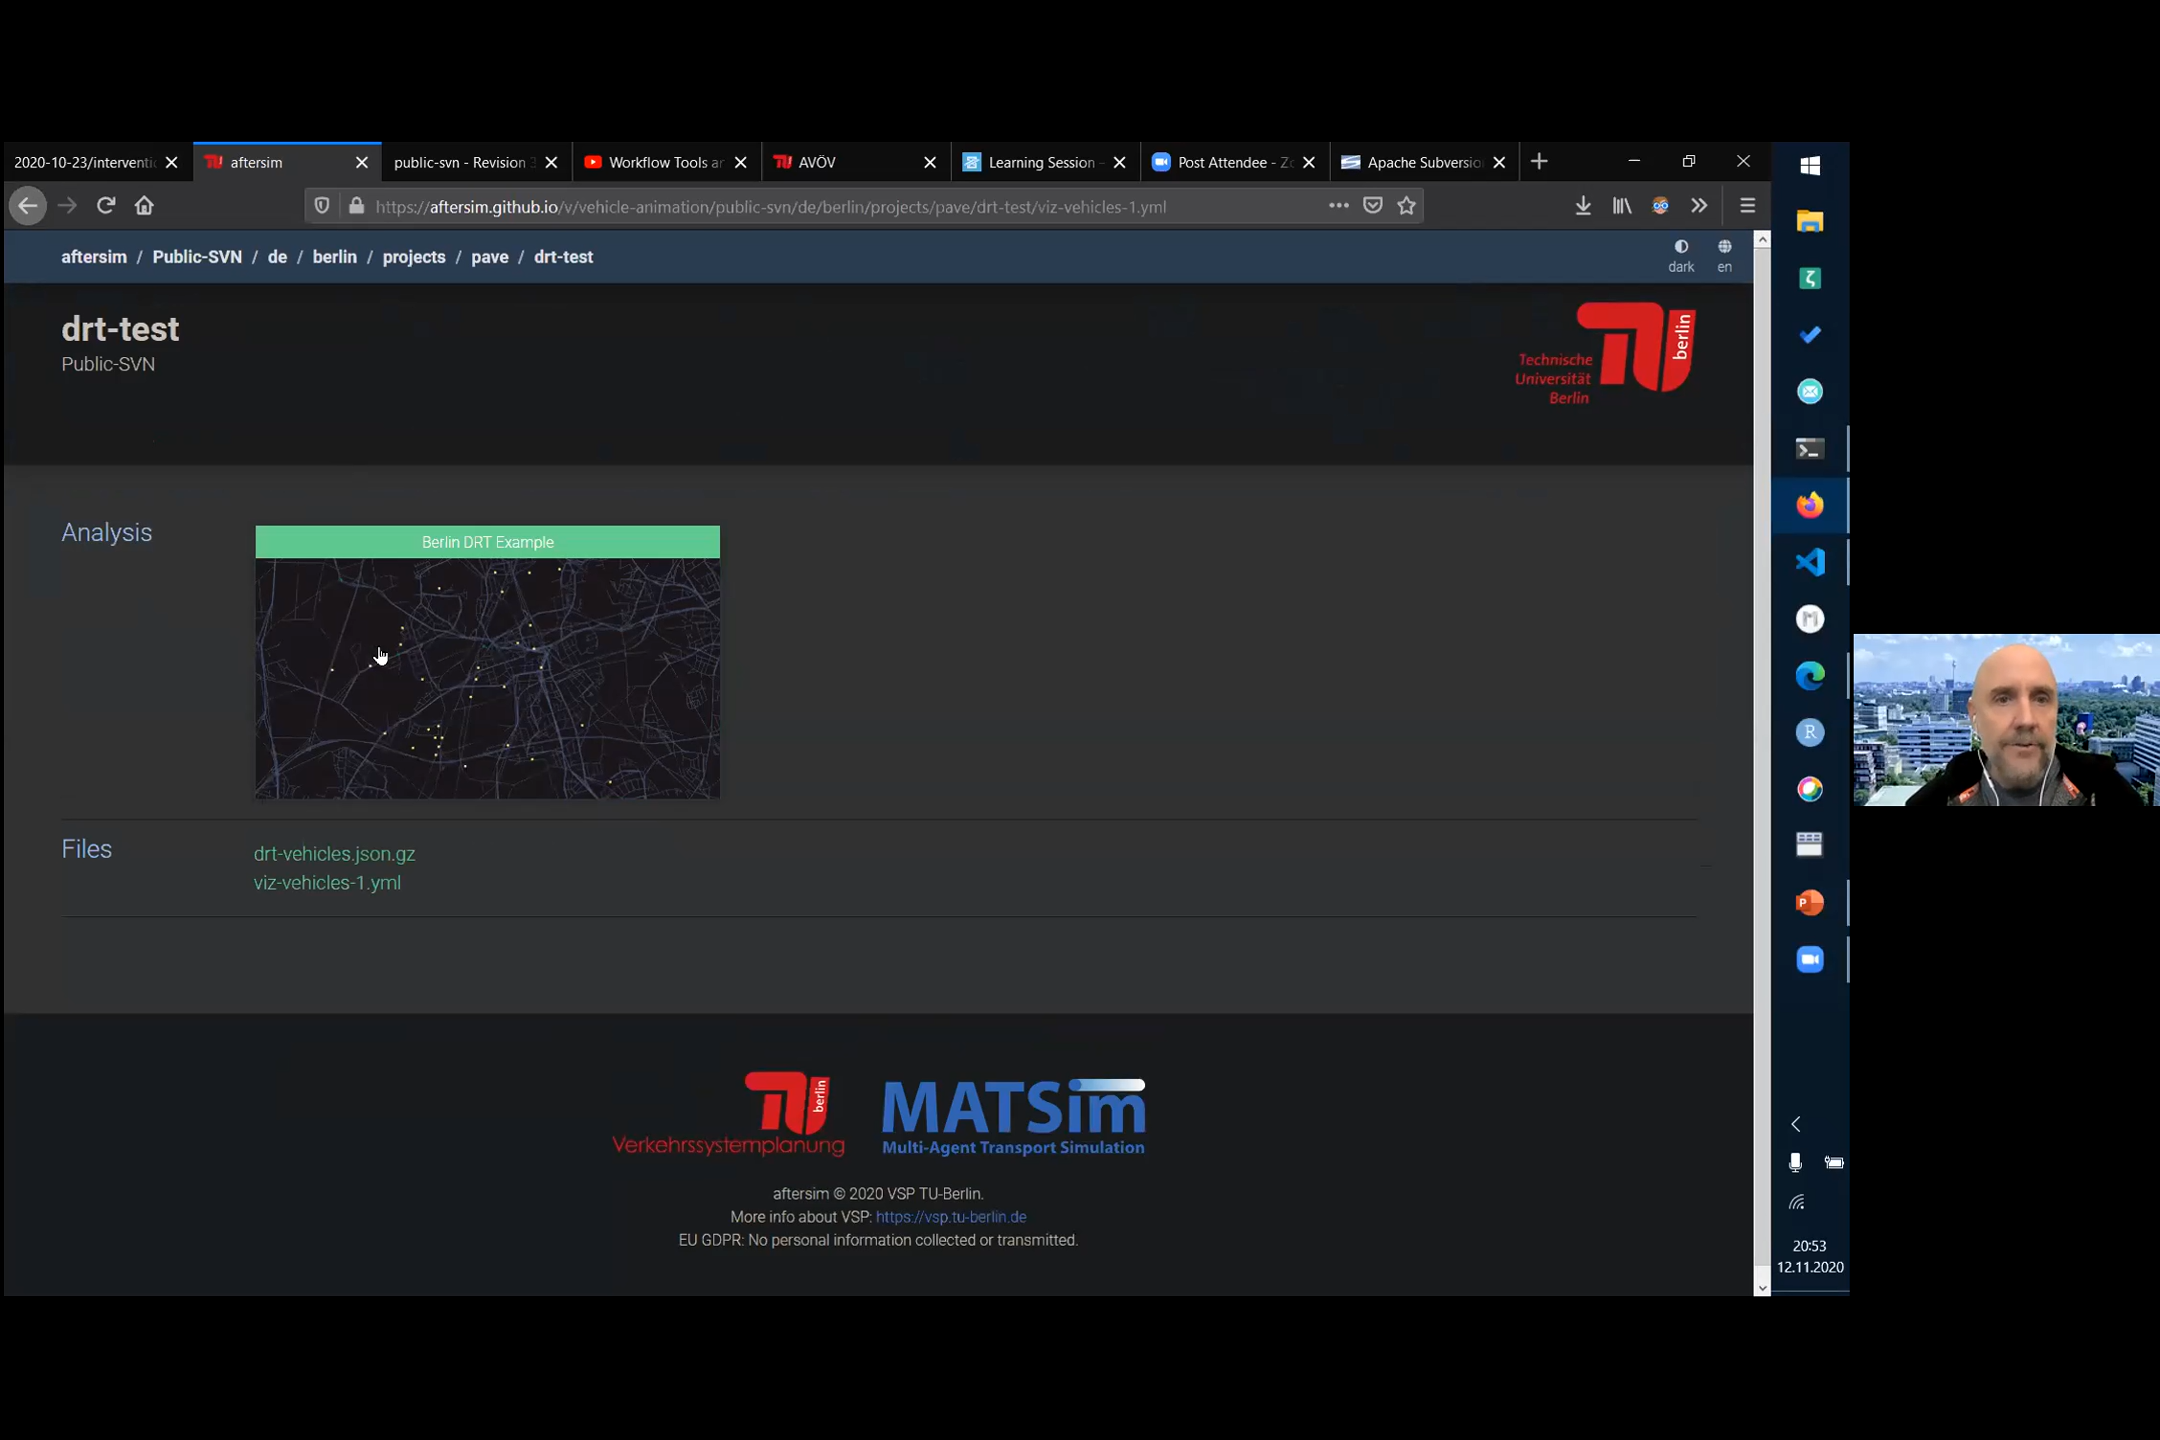 2020-10-23/interventi
aftersim
public-svn - Revision 3
Workflow Tools ar
AVÖV
Learning Session -
Post Attendee - Zo
Apache Subversio
https://aftersim.github.io/v/vehicle-animation/public-svn/de/berlin/projects/pave/drt-test/viz-vehicles-1.yml
aftersim / Public-SVN / de / berlin / projects / pave / drt-test
dark
en
drt-test
Public-SVN
Technische
Universität
Berlin
berlin
Analysis
Berlin DRT Example
Files
drt-vehicles.json.gz
viz-vehicles-1.yml
berlin
Verkehrssystemplanung
MATSim
Multi-Agent Transport Simulation
aftersim © 2020 VSP TU-Berlin.
More info about VSP: https://vsp.tu-berlin.de
EU GDPR: No personal information collected or transmitted.
20:53
12.11.2020